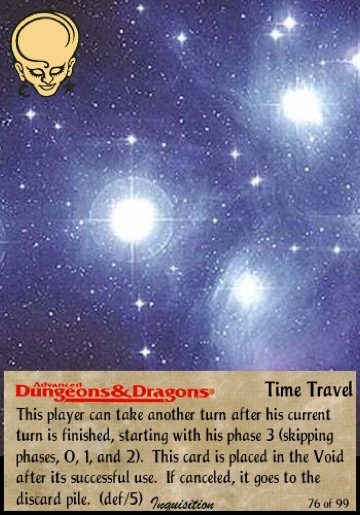 Advanced
Dungeons&Dragons®
Time Travel
This player can take another turn after his current
turn is finished, starting with his phase 3 (skipping
phases, 0, 1, and 2). This card is placed in the Void
after its successful use. If canceled, it goes to the
discard pile. (def/5) Inquisition
76 of 99